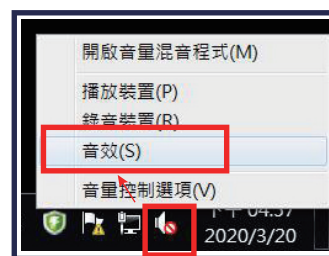 開啟音量混音程式(M)
播放裝置(P)
錄音裝置(R)
音效(S)
音量控制選項(V)
下午 04:37
2020/3/20